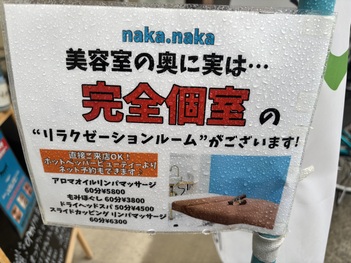 naka.naka
美容室の奥に実は…
完全個室の
“リラクゼーションルーム”がございます!
直接ご来店OK!
ホットペッパービューティーより
ネット予約もできます。
アロマオイルリンパマッサージ
60分¥5800
もみほぐし 60分¥3800
ドライヘッドスパ 50分¥4500
スライドカッピング リンパマッサージ
60分¥6300